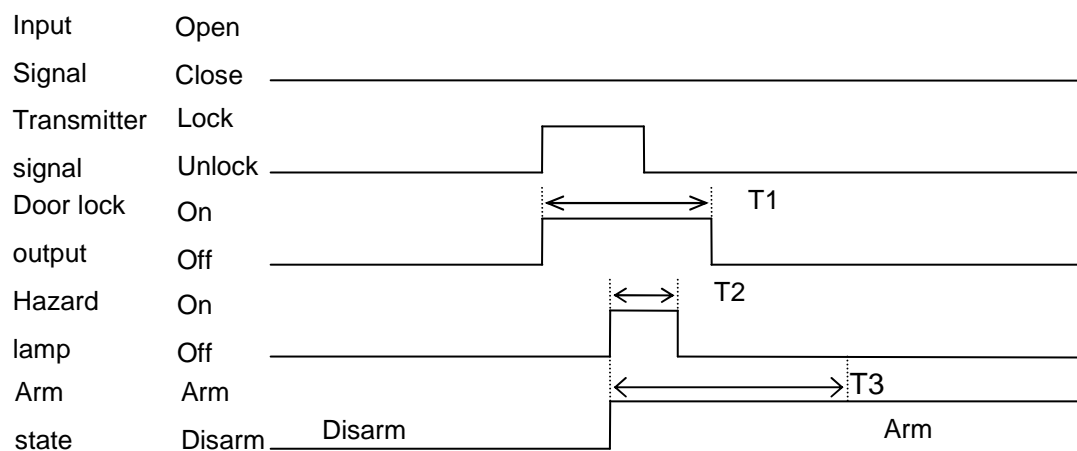 Input Open
Signal Close
Transmitter Lock
signal Unlock
Door lock On T1
output Off
Hazard On T2
lamp Off
Arm Arm T3
state Disarm Disarm Arm